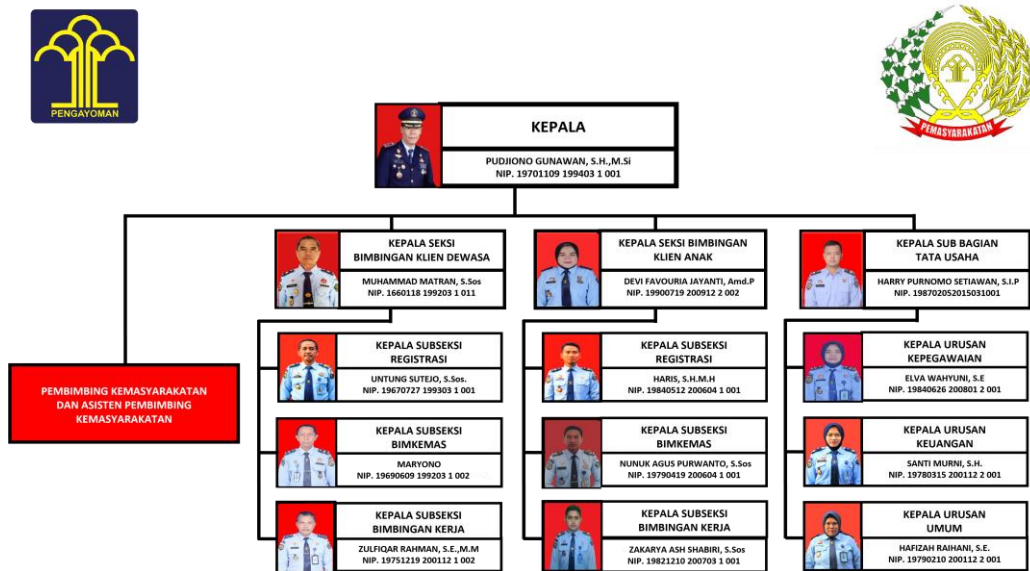 PENGAYOMAN
PEMASYARAKATAN
KEPALA
PUDJIONO GUNAWAN, S.H.,M.Si
NIP. 19701109 199403 1 001
KEPALA SEKSI
BIMBINGAN KLIEN DEWASA
MUHAMMAD MATRAN, S.Sos
NIP. 1660118 199203 1 011
KEPALA SEKSI BIMBINGAN
KLIEN ANAK
DEVI FAVOURIA JAYANTI, Amd.P
NIP. 19900719 200912 2 002
KEPALA SUB BAGIAN
TATA USAHA
HARRY PURNOMO SETIAWAN, S.I.P
NIP. 198702052015031001
PEMBIMBING KEMASYARAKATAN
DAN ASISTEN PEMBIMBING
KEMASYARAKATAN
KEPALA SUBSEKSI
REGISTRASI
UNTUNG SUTEJO, S.Sos.
NIP. 19670727 199303 1 001
KEPALA SUBSEKSI
REGISTRASI
HARIS, S.H.M.H
NIP. 19840512 200604 1 001
KEPALA URUSAN
KEPEGAWAIAN
ELVA WAHYUNI, S.E
NIP. 19840626 200801 2 001
KEPALA SUBSEKSI
BIMKEMAS
MARYONO
NIP. 19690609 199203 1 002
KEPALA SUBSEKSI
BIMKEMAS
NUNUK AGUS PURWANTO, S.Sos
NIP. 19790419 200604 1 001
KEPALA URUSAN
KEUANGAN
SANTI MURNI, S.H.
NIP. 19780315 200112 2 001
KEPALA SUBSEKSI
BIMBINGAN KERJA
ZULFIQAR RAHMAN, S.E.,M.M
NIP. 19751219 200112 1 002
KEPALA SUBSEKSI
BIMBINGAN KERJA
ZAKARYA ASH SHABIRI, S.Sos
NIP. 19821210 200703 1 001
KEPALA URUSAN
UMUM
HAFIZAH RAIHANI, S.E.
NIP. 19790210 200112 2 001